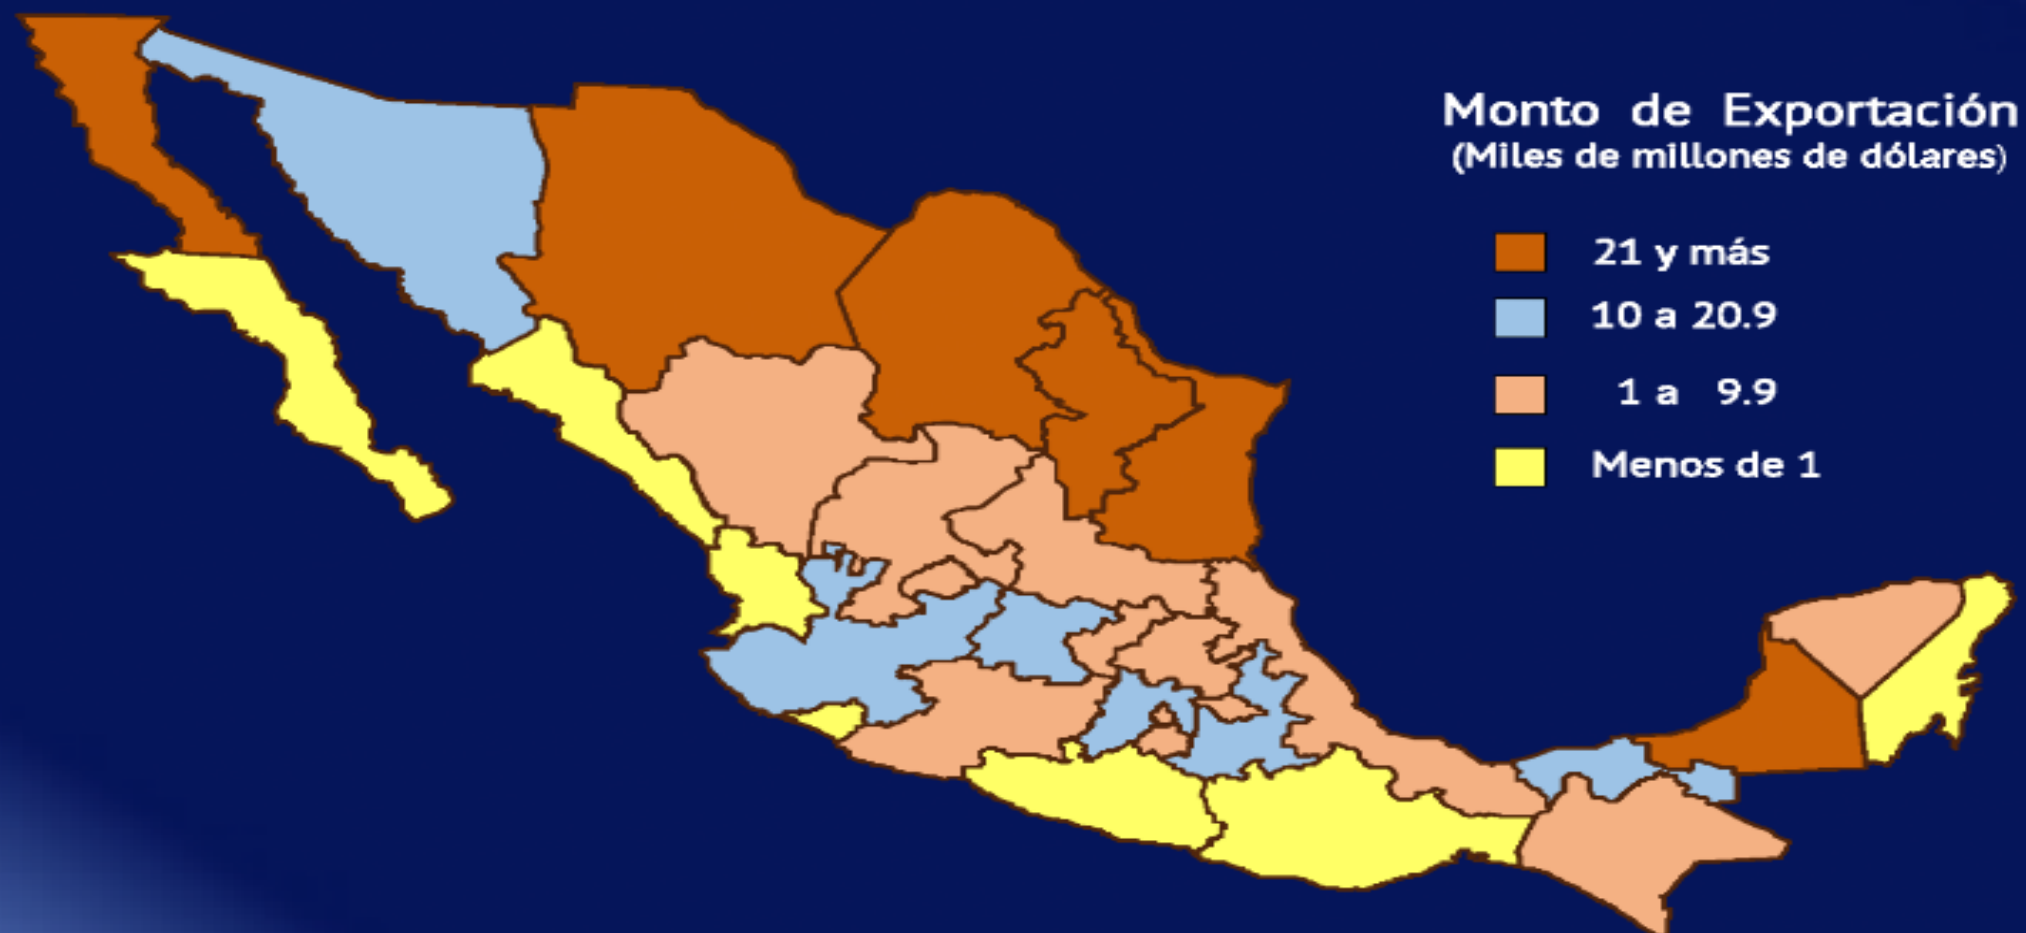 Monto de Exportación
(Miles de millones de dólares)
21 y más
10 a 20.9
1 a 9.9
Menos de 1